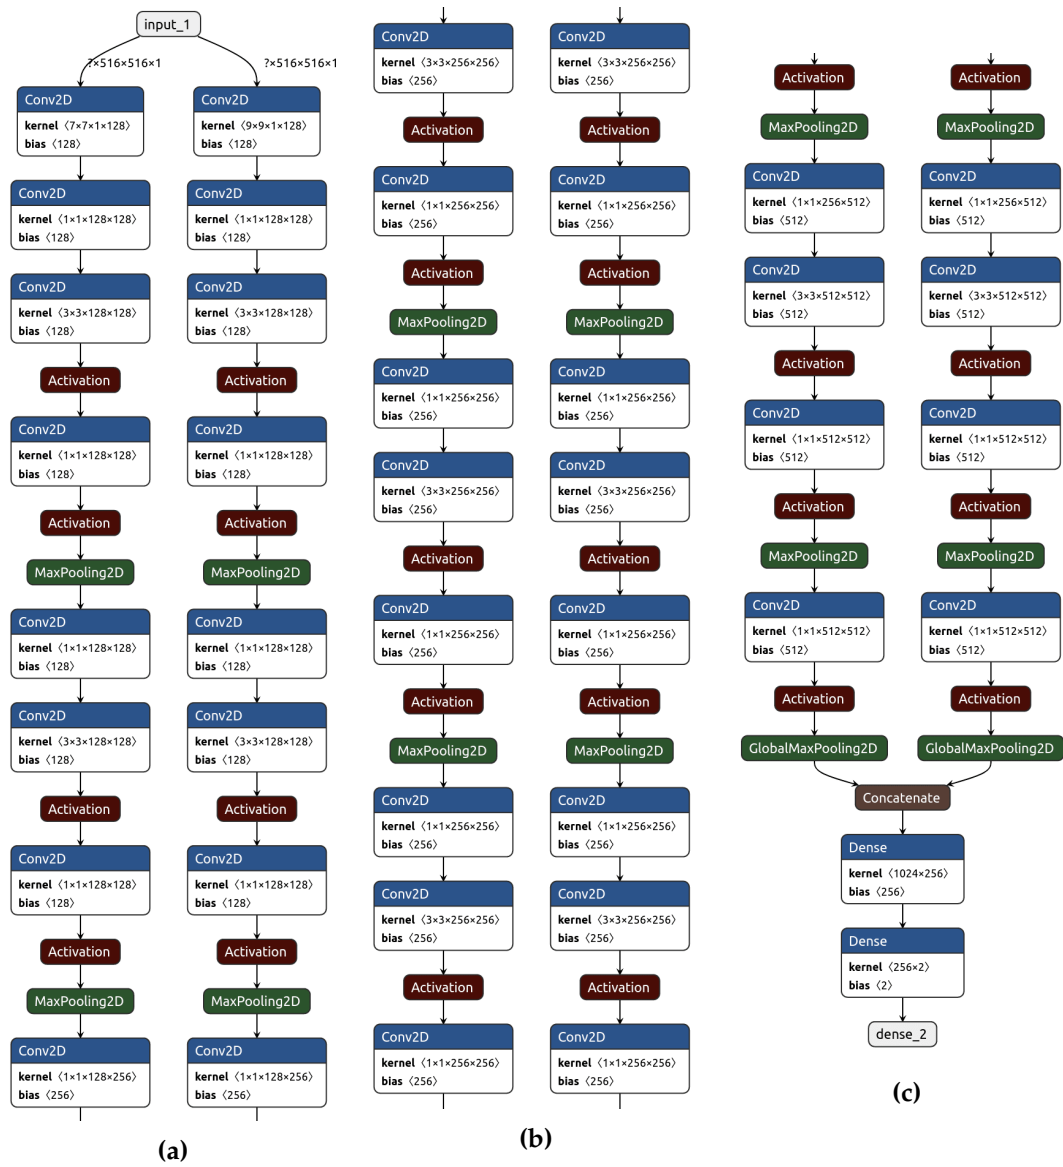 input_1
?×516×516×1
?×516×516×1
Conv2D
kernel ⟨7×7×1×128⟩
bias ⟨128⟩
Conv2D
kernel ⟨9×9×1×128⟩
bias ⟨128⟩
Conv2D
kernel ⟨1×1×128×128⟩
bias ⟨128⟩
Conv2D
kernel ⟨1×1×128×128⟩
bias ⟨128⟩
Conv2D
kernel ⟨3×3×128×128⟩
bias ⟨128⟩
Conv2D
kernel ⟨3×3×128×128⟩
bias ⟨128⟩
Activation
Activation
Conv2D
kernel ⟨1×1×128×128⟩
bias ⟨128⟩
Conv2D
kernel ⟨1×1×128×128⟩
bias ⟨128⟩
Activation
Activation
MaxPooling2D
MaxPooling2D
Conv2D
kernel ⟨1×1×128×128⟩
bias ⟨128⟩
Conv2D
kernel ⟨1×1×128×128⟩
bias ⟨128⟩
Conv2D
kernel ⟨3×3×128×128⟩
bias ⟨128⟩
Conv2D
kernel ⟨3×3×128×128⟩
bias ⟨128⟩
Activation
Activation
Conv2D
kernel ⟨1×1×128×128⟩
bias ⟨128⟩
Conv2D
kernel ⟨1×1×128×128⟩
bias ⟨128⟩
Activation
Activation
MaxPooling2D
MaxPooling2D
Conv2D
kernel ⟨1×1×128×256⟩
bias ⟨256⟩
Conv2D
kernel ⟨1×1×128×256⟩
bias ⟨256⟩
(a)
Conv2D
kernel ⟨3×3×256×256⟩
bias ⟨256⟩
Conv2D
kernel ⟨3×3×256×256⟩
bias ⟨256⟩
Activation
Activation
Conv2D
kernel ⟨1×1×256×256⟩
bias ⟨256⟩
Conv2D
kernel ⟨1×1×256×256⟩
bias ⟨256⟩
Activation
Activation
MaxPooling2D
MaxPooling2D
Conv2D
kernel ⟨1×1×256×256⟩
bias ⟨256⟩
Conv2D
kernel ⟨1×1×256×256⟩
bias ⟨256⟩
Conv2D
kernel ⟨3×3×256×256⟩
bias ⟨256⟩
Conv2D
kernel ⟨3×3×256×256⟩
bias ⟨256⟩
Activation
Activation
Conv2D
kernel ⟨1×1×256×256⟩
bias ⟨256⟩
Conv2D
kernel ⟨1×1×256×256⟩
bias ⟨256⟩
Activation
Activation
MaxPooling2D
MaxPooling2D
Conv2D
kernel ⟨1×1×256×256⟩
bias ⟨256⟩
Conv2D
kernel ⟨1×1×256×256⟩
bias ⟨256⟩
Conv2D
kernel ⟨3×3×256×256⟩
bias ⟨256⟩
Conv2D
kernel ⟨3×3×256×256⟩
bias ⟨256⟩
Activation
Activation
Conv2D
kernel ⟨1×1×256×256⟩
bias ⟨256⟩
Conv2D
kernel ⟨1×1×256×256⟩
bias ⟨256⟩
(b)
Activation
Activation
MaxPooling2D
MaxPooling2D
Conv2D
kernel ⟨1×1×256×512⟩
bias ⟨512⟩
Conv2D
kernel ⟨1×1×256×512⟩
bias ⟨512⟩
Conv2D
kernel ⟨3×3×512×512⟩
bias ⟨512⟩
Conv2D
kernel ⟨3×3×512×512⟩
bias ⟨512⟩
Activation
Activation
Conv2D
kernel ⟨1×1×512×512⟩
bias ⟨512⟩
Conv2D
kernel ⟨1×1×512×512⟩
bias ⟨512⟩
Activation
Activation
MaxPooling2D
MaxPooling2D
Conv2D
kernel ⟨1×1×512×512⟩
bias ⟨512⟩
Conv2D
kernel ⟨1×1×512×512⟩
bias ⟨512⟩
Activation
Activation
GlobalMaxPooling2D
GlobalMaxPooling2D
Concatenate
Dense
kernel ⟨1024×256⟩
bias ⟨256⟩
Dense
kernel ⟨256×2⟩
bias ⟨2⟩
dense_2
(c)